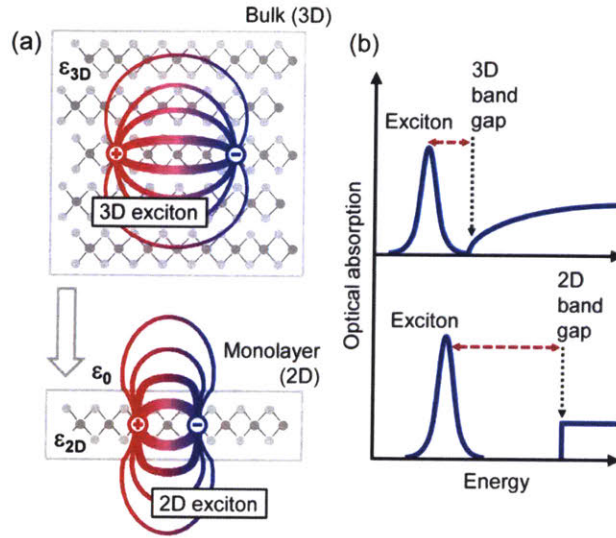 (a)
Bulk (3D)
ε3D
+
−
3D exciton
Monolayer
(2D)
ε0
ε2D
+
−
2D exciton
(b)
Optical absorption
Exciton
3D
band
gap
Exciton
2D
band
gap
Energy